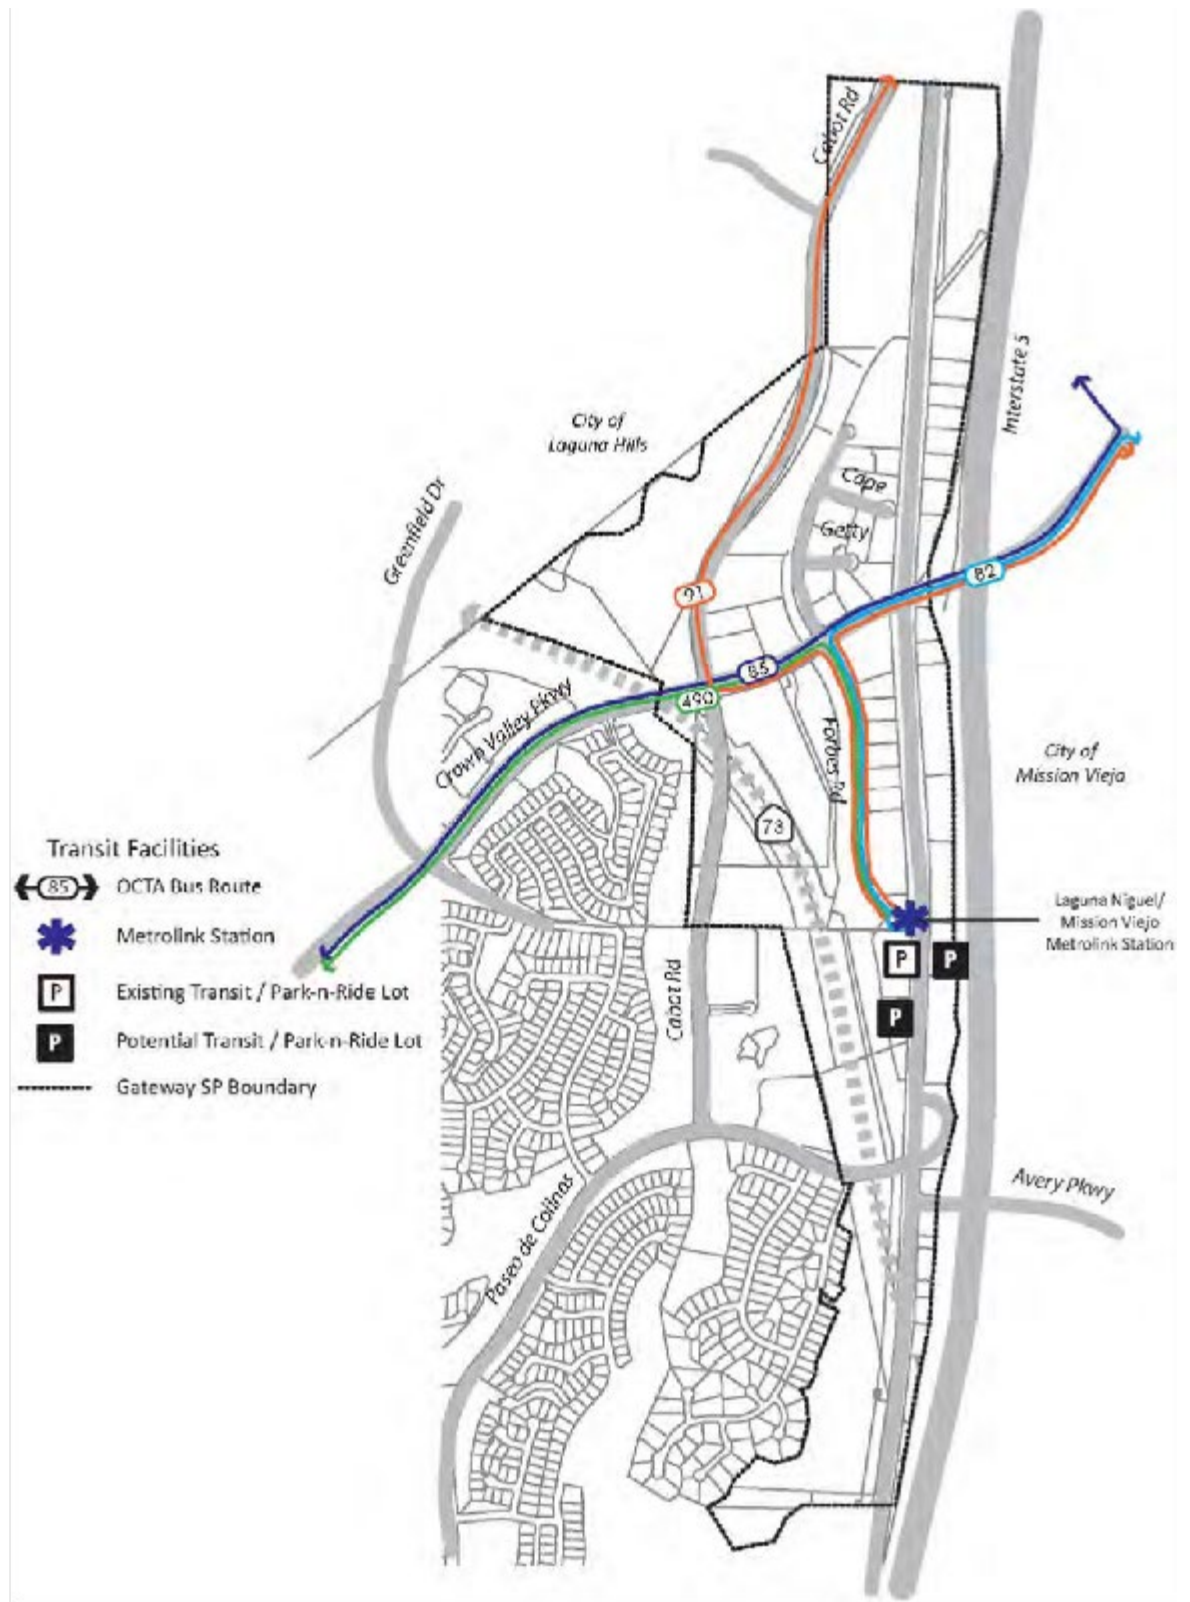 Cabot Rd
Interstate 5
City of
Laguna Hills
Greenfield Dr
Cape
Getty
82
91
85
490
Crown Valley Pkwy
Forbes Rd
City of
Mission Viejo
73
Transit Facilities
85 OCTA Bus Route
Metrolink Station
P Existing Transit / Park-n-Ride Lot
P Potential Transit / Park-n-Ride Lot
Gateway SP Boundary
Laguna Niguel/
Mission Viejo
Metrolink Station
P P
P
Cabot Rd
Avery Pkwy
Paseo de Colinas